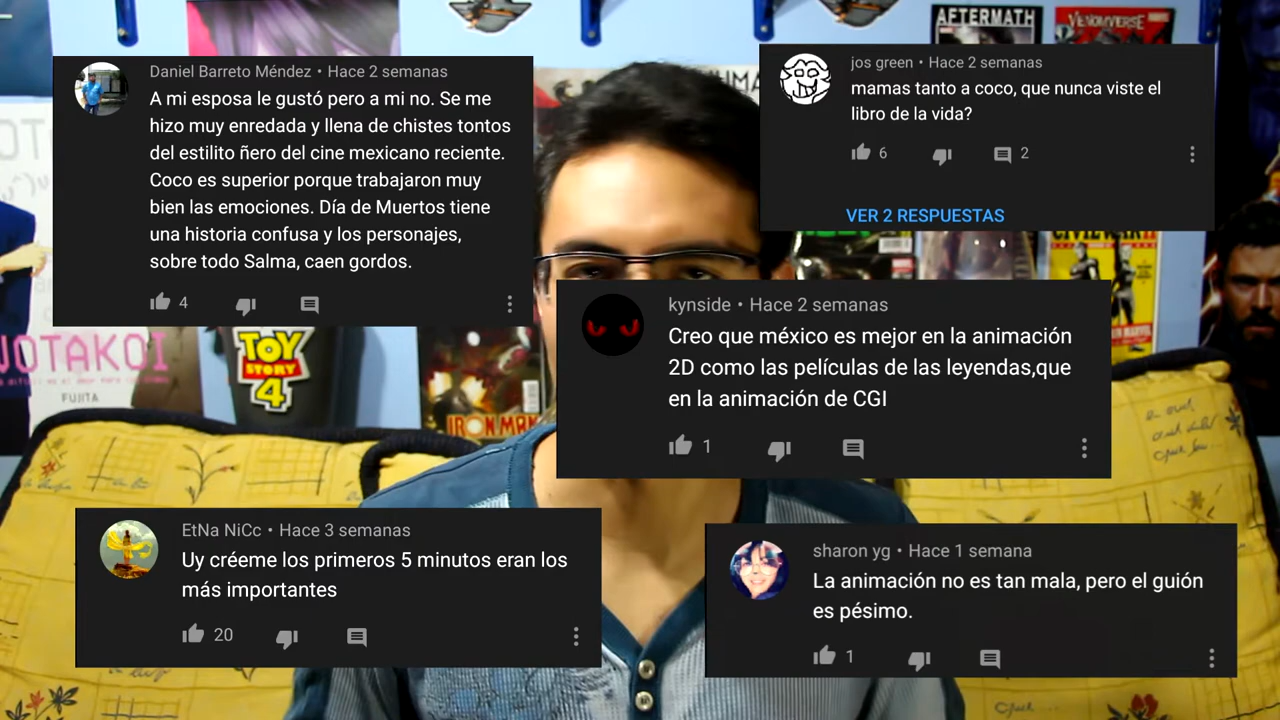 AFTERMATH
VENOMVERSE
Daniel Barreto Méndez • Hace 2 semanas
A mi esposa le gustó pero a mi no. Se me
hizo muy enredada y llena de chistes tontos
del estilito ñero del cine mexicano reciente.
Coco es superior porque trabajaron muy
bien las emociones. Día de Muertos tiene
una historia confusa y los personajes,
sobre todo Salma, caen gordos.
4
jos green • Hace 2 semanas
mamas tanto a coco, que nunca viste el
libro de la vida?
6
2
VER 2 RESPUESTAS
kynside • Hace 2 semanas
Creo que méxico es mejor en la animación
2D como las películas de las leyendas,que
en la animación de CGI
1
WOTAKOI
FUJITA
TOY
STORY
4
IRON MAN
EtNa NiCc • Hace 3 semanas
Uy créeme los primeros 5 minutos eran los
más importantes
20
sharon yg • Hace 1 semana
La animación no es tan mala, pero el guión
es pésimo.
1